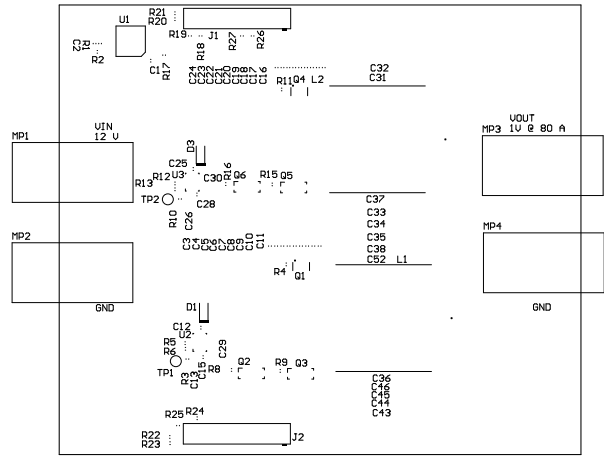 R21
R20
U1
R19
J1
R18
R27
R26
R1
C2
R2
C1
R17
C24
C23
C22
C21
C20
C19
C18
C17
C16
R11
Q4
L2
C32
C31
VIN
12 V
MP1
VOUT
1V @ 80 A
MP3
D3
C25
U3
R12
R13
C30
R16
Q6
R15
Q5
TP2
C28
R10
C26
C37
C33
C34
C35
C38
C52
L1
MP2
MP4
C3
C4
C5
C6
C7
C8
C9
C10
C11
R4
Q1
GND
GND
D1
C12
U2
R5
R6
C29
TP1
R3
C13
C15
R8
Q2
R9
Q3
C36
C46
C45
C44
C43
R25
R24
R22
R23
J2